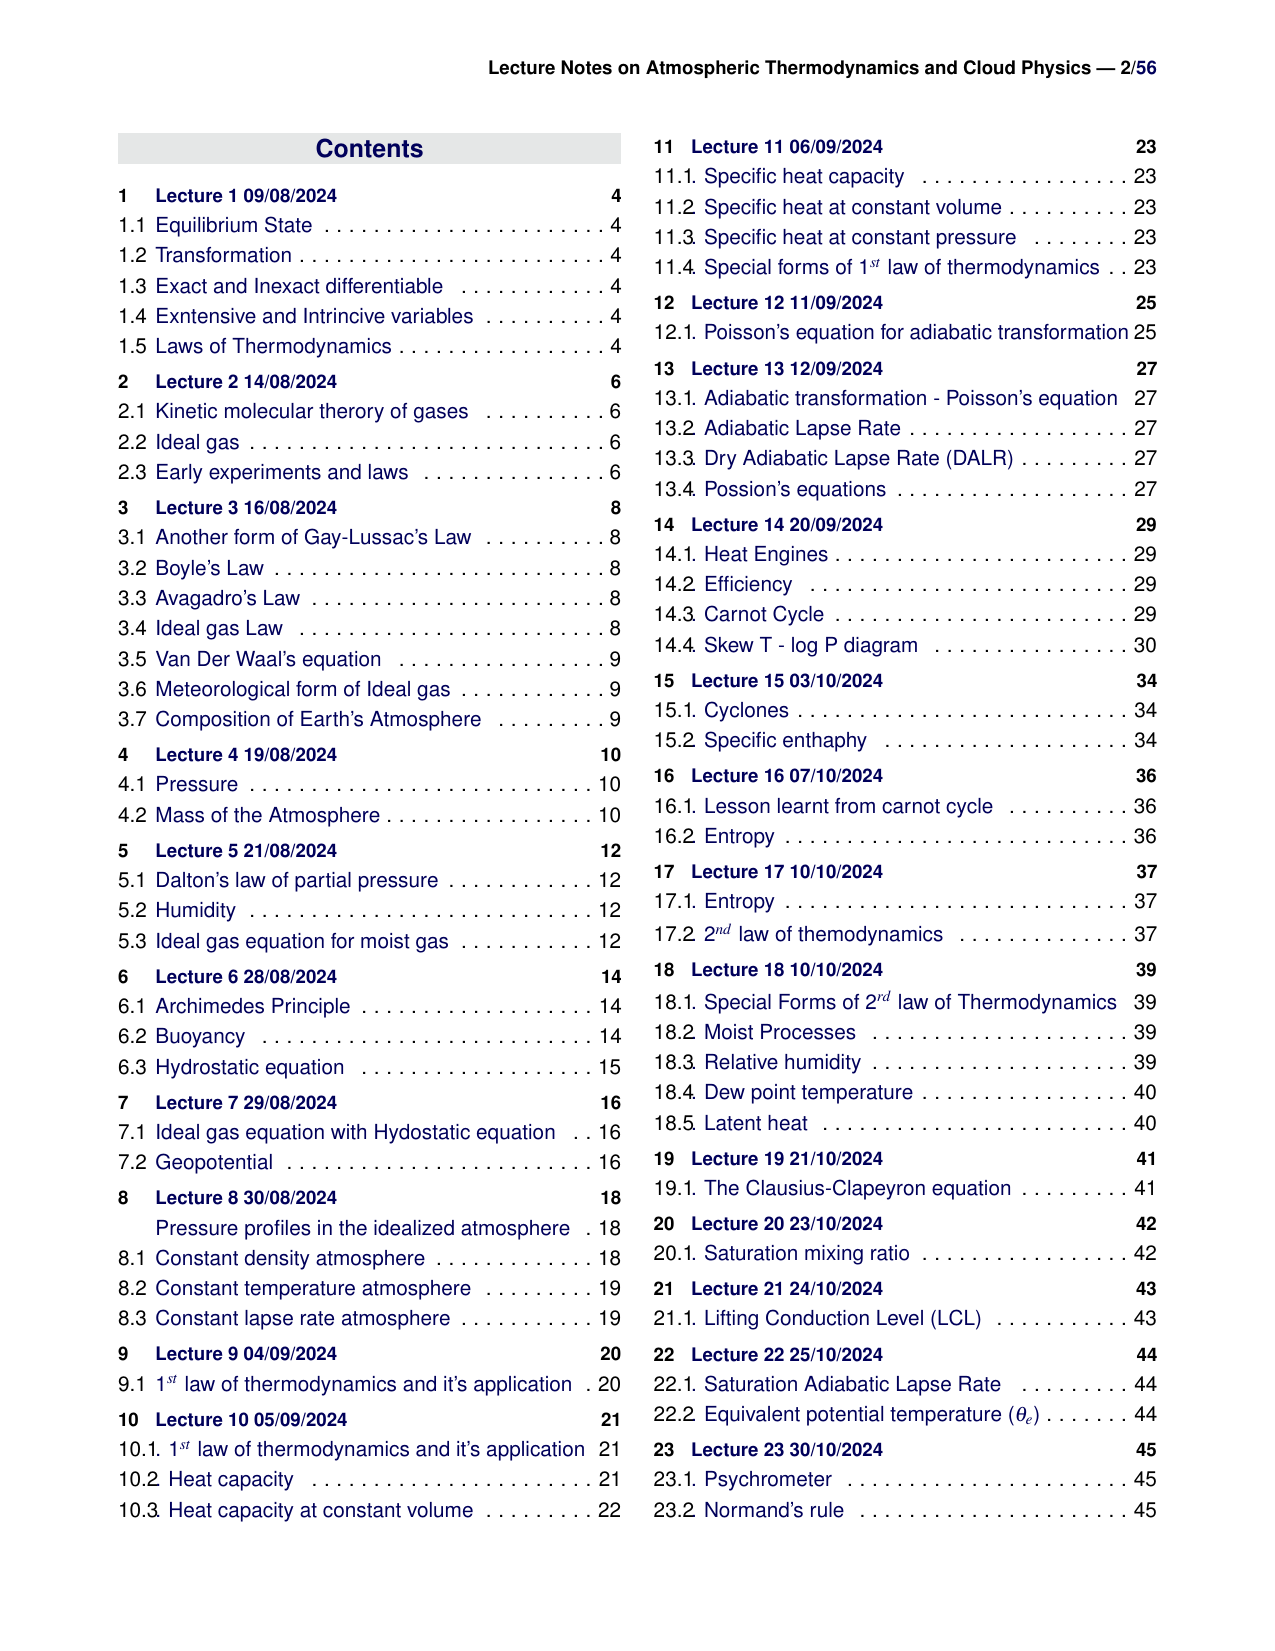 Lecture Notes on Atmospheric Thermodynamics and Cloud Physics — 2/56
Contents
1 Lecture 1 09/08/2024 4
1.1 Equilibrium State . . . . . . . . . . . . . . . . . . . . . . . 4
1.2 Transformation . . . . . . . . . . . . . . . . . . . . . . . . . 4
1.3 Exact and Inexact differentiable . . . . . . . . . . . . 4
1.4 Exntensive and Intrincive variables . . . . . . . . . . 4
1.5 Laws of Thermodynamics . . . . . . . . . . . . . . . . . 4
2 Lecture 2 14/08/2024 6
2.1 Kinetic molecular therory of gases . . . . . . . . . . 6
2.2 Ideal gas . . . . . . . . . . . . . . . . . . . . . . . . . . . . . 6
2.3 Early experiments and laws . . . . . . . . . . . . . . . 6
3 Lecture 3 16/08/2024 8
3.1 Another form of Gay-Lussac's Law . . . . . . . . . . 8
3.2 Boyle's Law . . . . . . . . . . . . . . . . . . . . . . . . . . . 8
3.3 Avagadro's Law . . . . . . . . . . . . . . . . . . . . . . . . 8
3.4 Ideal gas Law . . . . . . . . . . . . . . . . . . . . . . . . . 8
3.5 Van Der Waal's equation . . . . . . . . . . . . . . . . . 9
3.6 Meteorological form of Ideal gas . . . . . . . . . . . . 9
3.7 Composition of Earth's Atmosphere . . . . . . . . . 9
4 Lecture 4 19/08/2024 10
4.1 Pressure . . . . . . . . . . . . . . . . . . . . . . . . . . . . 10
4.2 Mass of the Atmosphere . . . . . . . . . . . . . . . . . 10
5 Lecture 5 21/08/2024 12
5.1 Dalton's law of partial pressure . . . . . . . . . . . . 12
5.2 Humidity . . . . . . . . . . . . . . . . . . . . . . . . . . . . 12
5.3 Ideal gas equation for moist gas . . . . . . . . . . . 12
6 Lecture 6 28/08/2024 14
6.1 Archimedes Principle . . . . . . . . . . . . . . . . . . . 14
6.2 Buoyancy . . . . . . . . . . . . . . . . . . . . . . . . . . . 14
6.3 Hydrostatic equation . . . . . . . . . . . . . . . . . . . 15
7 Lecture 7 29/08/2024 16
7.1 Ideal gas equation with Hydostatic equation . . 16
7.2 Geopotential . . . . . . . . . . . . . . . . . . . . . . . . . 16
8 Lecture 8 30/08/2024 18
Pressure profiles in the idealized atmosphere . 18
8.1 Constant density atmosphere . . . . . . . . . . . . . 18
8.2 Constant temperature atmosphere . . . . . . . . . 19
8.3 Constant lapse rate atmosphere . . . . . . . . . . . 19
9 Lecture 9 04/09/2024 20
9.1 1st law of thermodynamics and it's application . 20
10 Lecture 10 05/09/2024 21
10.1. 1st law of thermodynamics and it's application 21
10.2. Heat capacity . . . . . . . . . . . . . . . . . . . . . . . 21
10.3. Heat capacity at constant volume . . . . . . . . . 22
11 Lecture 11 06/09/2024 23
11.1. Specific heat capacity . . . . . . . . . . . . . . . . . 23
11.2. Specific heat at constant volume . . . . . . . . . . 23
11.3. Specific heat at constant pressure . . . . . . . . 23
11.4. Special forms of 1st law of thermodynamics . . 23
12 Lecture 12 11/09/2024 25
12.1. Poisson's equation for adiabatic transformation 25
13 Lecture 13 12/09/2024 27
13.1. Adiabatic transformation - Poisson's equation 27
13.2. Adiabatic Lapse Rate . . . . . . . . . . . . . . . . . . 27
13.3. Dry Adiabatic Lapse Rate (DALR) . . . . . . . . . 27
13.4. Possion's equations . . . . . . . . . . . . . . . . . . . 27
14 Lecture 14 20/09/2024 29
14.1. Heat Engines . . . . . . . . . . . . . . . . . . . . . . . . 29
14.2. Efficiency . . . . . . . . . . . . . . . . . . . . . . . . . . 29
14.3. Carnot Cycle . . . . . . . . . . . . . . . . . . . . . . . . 29
14.4. Skew T - log P diagram . . . . . . . . . . . . . . . . 30
15 Lecture 15 03/10/2024 34
15.1. Cyclones . . . . . . . . . . . . . . . . . . . . . . . . . . . 34
15.2. Specific enthaphy . . . . . . . . . . . . . . . . . . . . 34
16 Lecture 16 07/10/2024 36
16.1. Lesson learnt from carnot cycle . . . . . . . . . . 36
16.2. Entropy . . . . . . . . . . . . . . . . . . . . . . . . . . . . 36
17 Lecture 17 10/10/2024 37
17.1. Entropy . . . . . . . . . . . . . . . . . . . . . . . . . . . . 37
17.2. 2nd law of themodynamics . . . . . . . . . . . . . . 37
18 Lecture 18 10/10/2024 39
18.1. Special Forms of 2rd law of Thermodynamics 39
18.2. Moist Processes . . . . . . . . . . . . . . . . . . . . . 39
18.3. Relative humidity . . . . . . . . . . . . . . . . . . . . . 39
18.4. Dew point temperature . . . . . . . . . . . . . . . . . 40
18.5. Latent heat . . . . . . . . . . . . . . . . . . . . . . . . . 40
19 Lecture 19 21/10/2024 41
19.1. The Clausius-Clapeyron equation . . . . . . . . . 41
20 Lecture 20 23/10/2024 42
20.1. Saturation mixing ratio . . . . . . . . . . . . . . . . . 42
21 Lecture 21 24/10/2024 43
21.1. Lifting Conduction Level (LCL) . . . . . . . . . . . 43
22 Lecture 22 25/10/2024 44
22.1. Saturation Adiabatic Lapse Rate . . . . . . . . . 44
22.2. Equivalent potential temperature (θe) . . . . . . . 44
23 Lecture 23 30/10/2024 45
23.1. Psychrometer . . . . . . . . . . . . . . . . . . . . . . . 45
23.2. Normand's rule . . . . . . . . . . . . . . . . . . . . . . 45